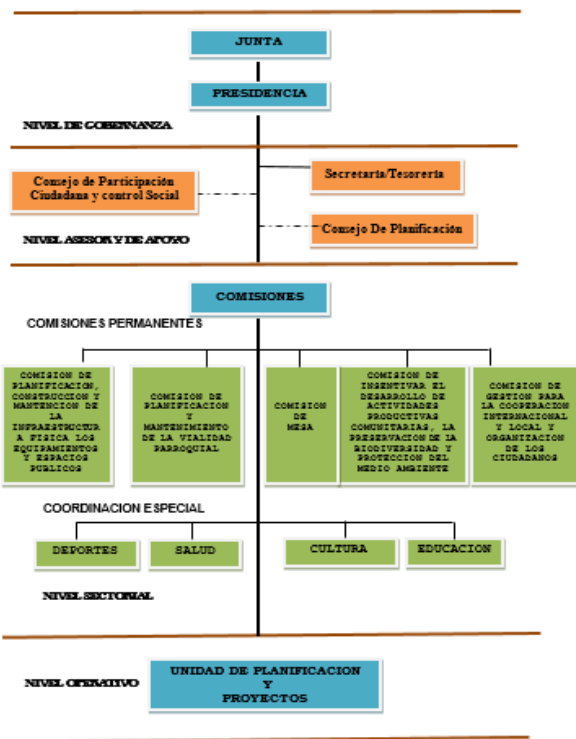 JUNTA
PRESIDENCIA
NIVEL DE GOBERNANZA
Consejo de Participación
Ciudadana y control Social
Secretaría/Tesorería
Consejo De Planificación
NIVEL ASESOR Y DE APOYO
COMISIONES
COMISIONES PERMANENTES
COMISION DE
PLANIFICACION,
CONSTRUCCION Y
MANTENCION DE
LA
INFRAESTRUCTUR
A FISICA LOS
EQUIPAMIENTOS
Y ESPACIOS
PUBLICOS
COMISION DE
PLANIFICACION
Y
MANTENIMIENTO
DE LA VIALIDAD
PARROQUIAL
COMISION
DE
MESA
COMISION DE
INSENTIVAR EL
DESARROLLO DE
ACTIVIDADES
PRODUCTIVAS
COMUNITARIAS, LA
PRESERVACION DE LA
BIODIVERSIDAD Y
PROTECCION DEL
MEDIO AMBIENTE
COMISION DE
GESTION PARA
LA COOPERACION
INTERNACIONAL
Y LOCAL Y
ORGANIZACION
DE LOS
CIUDADANOS
COORDINACION ESPECIAL
DEPORTES
SALUD
CULTURA
EDUCACION
NIVEL SECTORIAL
NIVEL OPERATIVO
UNIDAD DE PLANIFICACION
Y
PROYECTOS